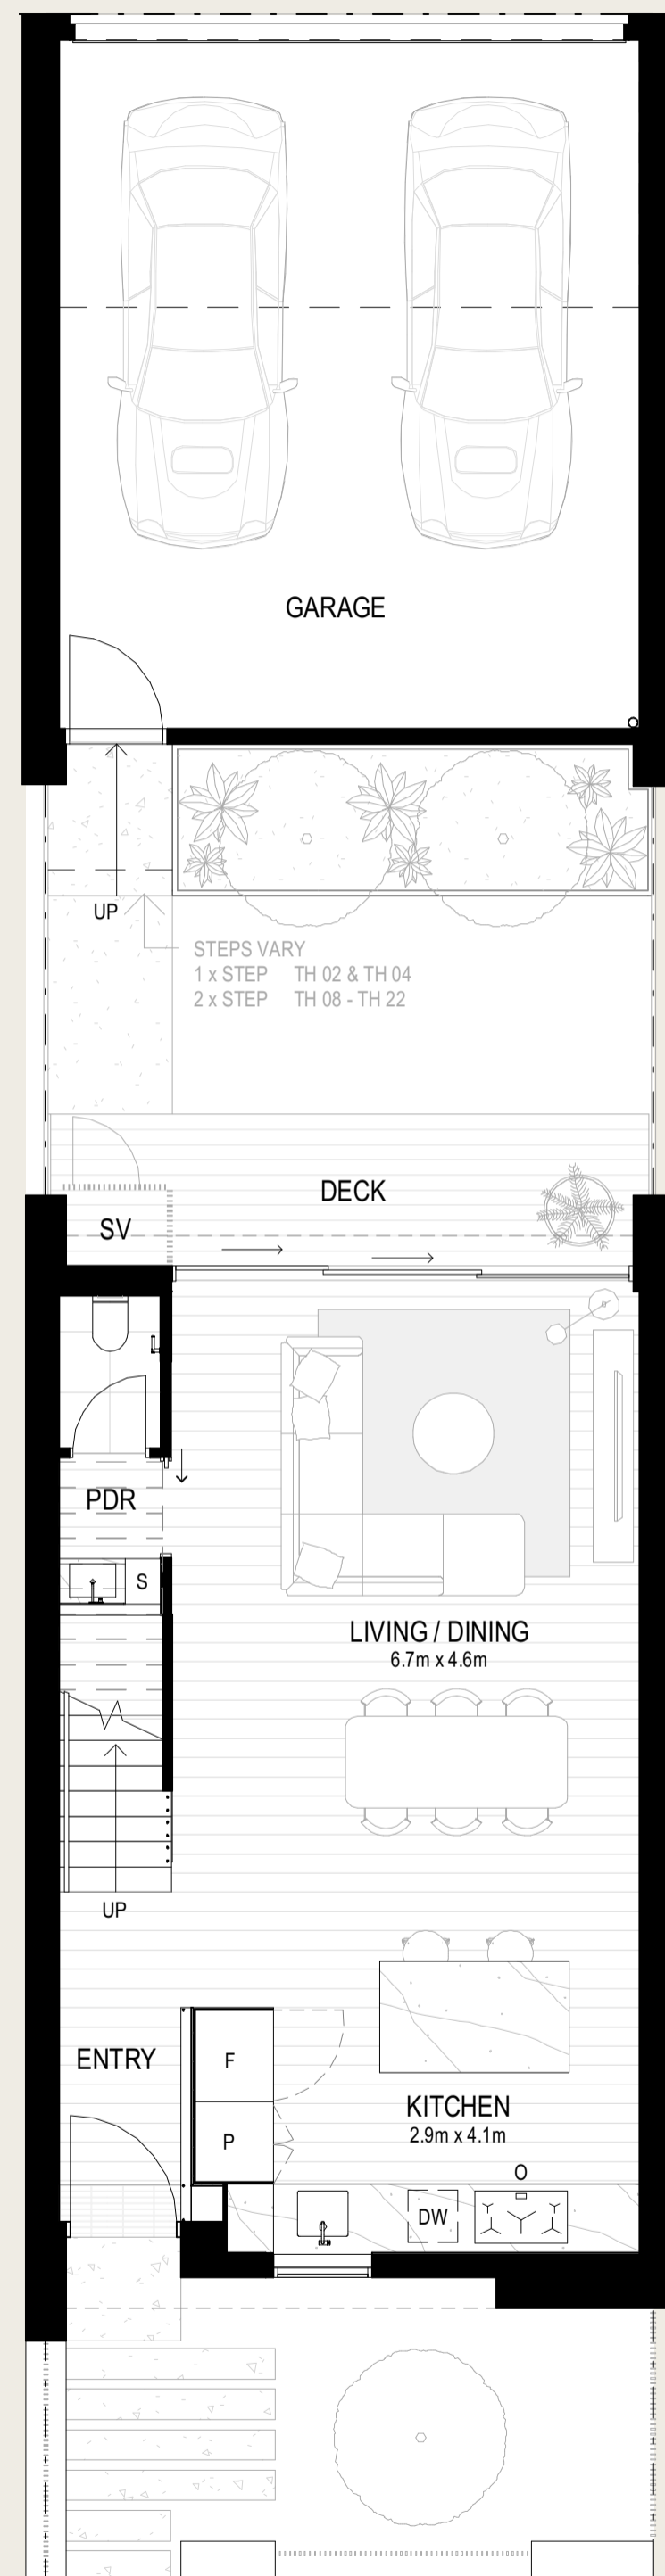 GARAGE
UP
STEPS VARY
1 x STEP TH 02 & TH 04
2 x STEP TH 08 - TH 22
DECK
SV
PDR
S
LIVING / DINING
6.7m x 4.6m
UP
ENTRY
F
P
KITCHEN
2.9m x 4.1m
O
DW